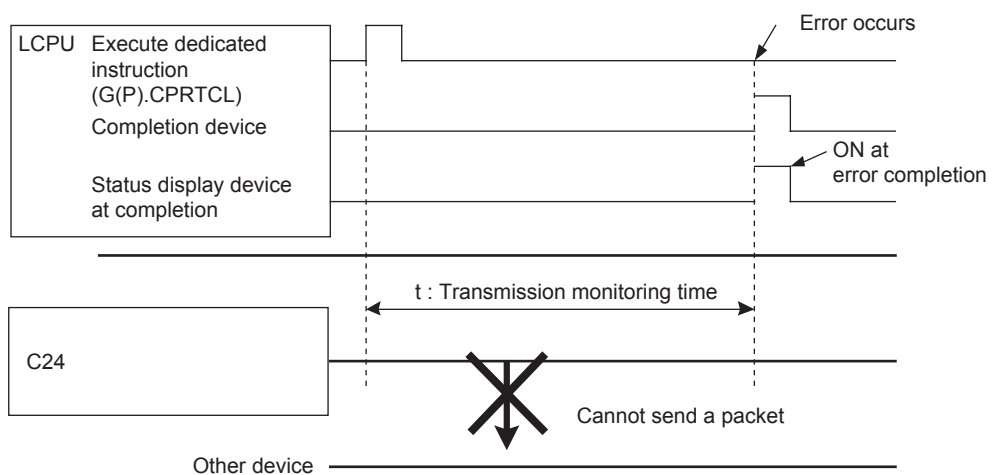 Error occurs
LCPU Execute dedicated
instruction
(G(P).CPRTCL)
Completion device
ON at
error completion
Status display device
at completion
t : Transmission monitoring time
C24
Cannot send a packet
Other device